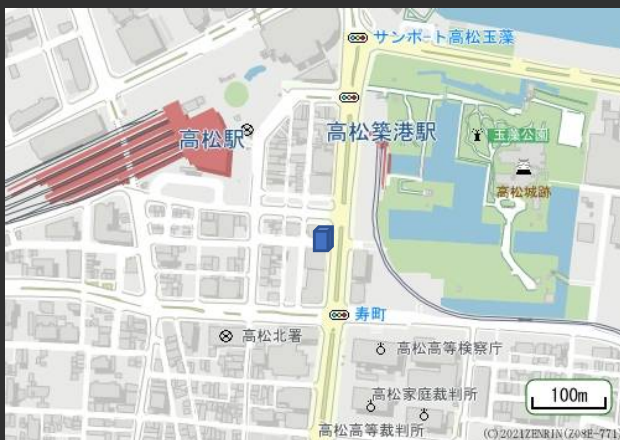 サンポート高松玉藻
高松駅
高松築港駅
玉藻公園
高松城跡
寿町
高松北署
高松高等検察庁
高松家庭裁判所
100m
高松高等裁判所
(C)2021ZENRIN(Z08E-771)